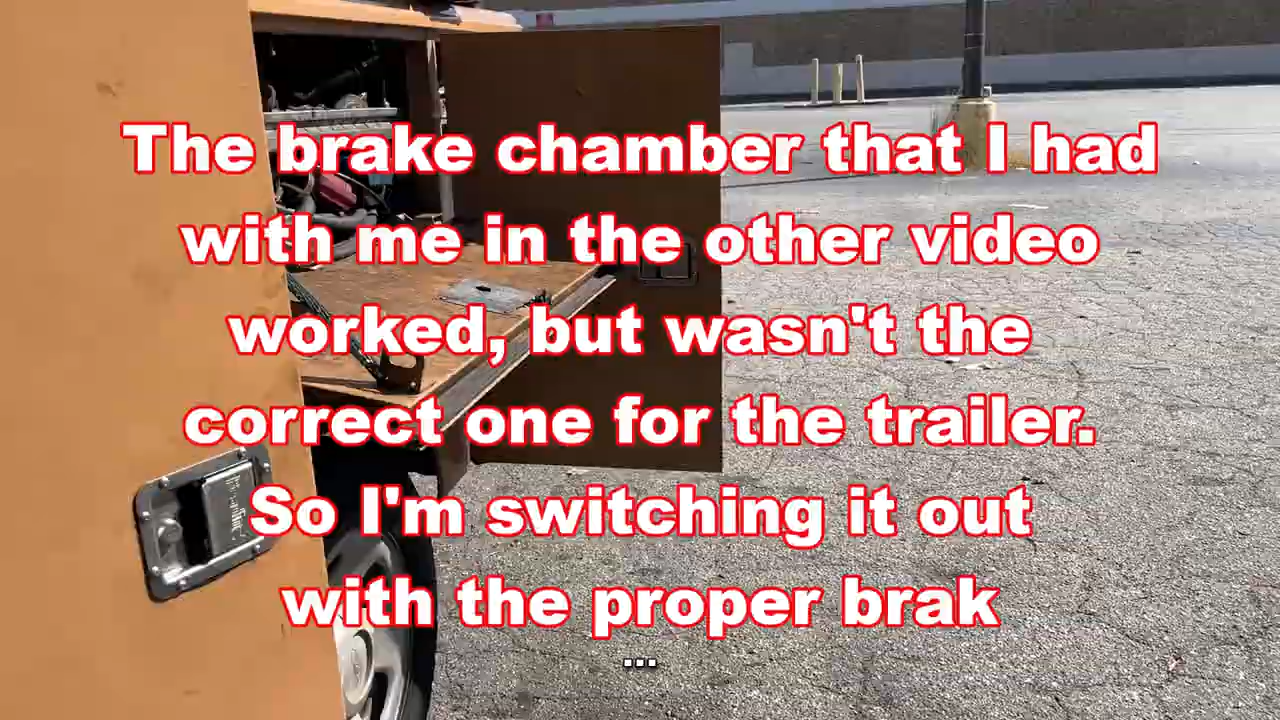 The brake chamber that I had
with me in the other video
worked, but wasn't the
correct one for the trailer.
So I'm switching it out
with the proper brak
...